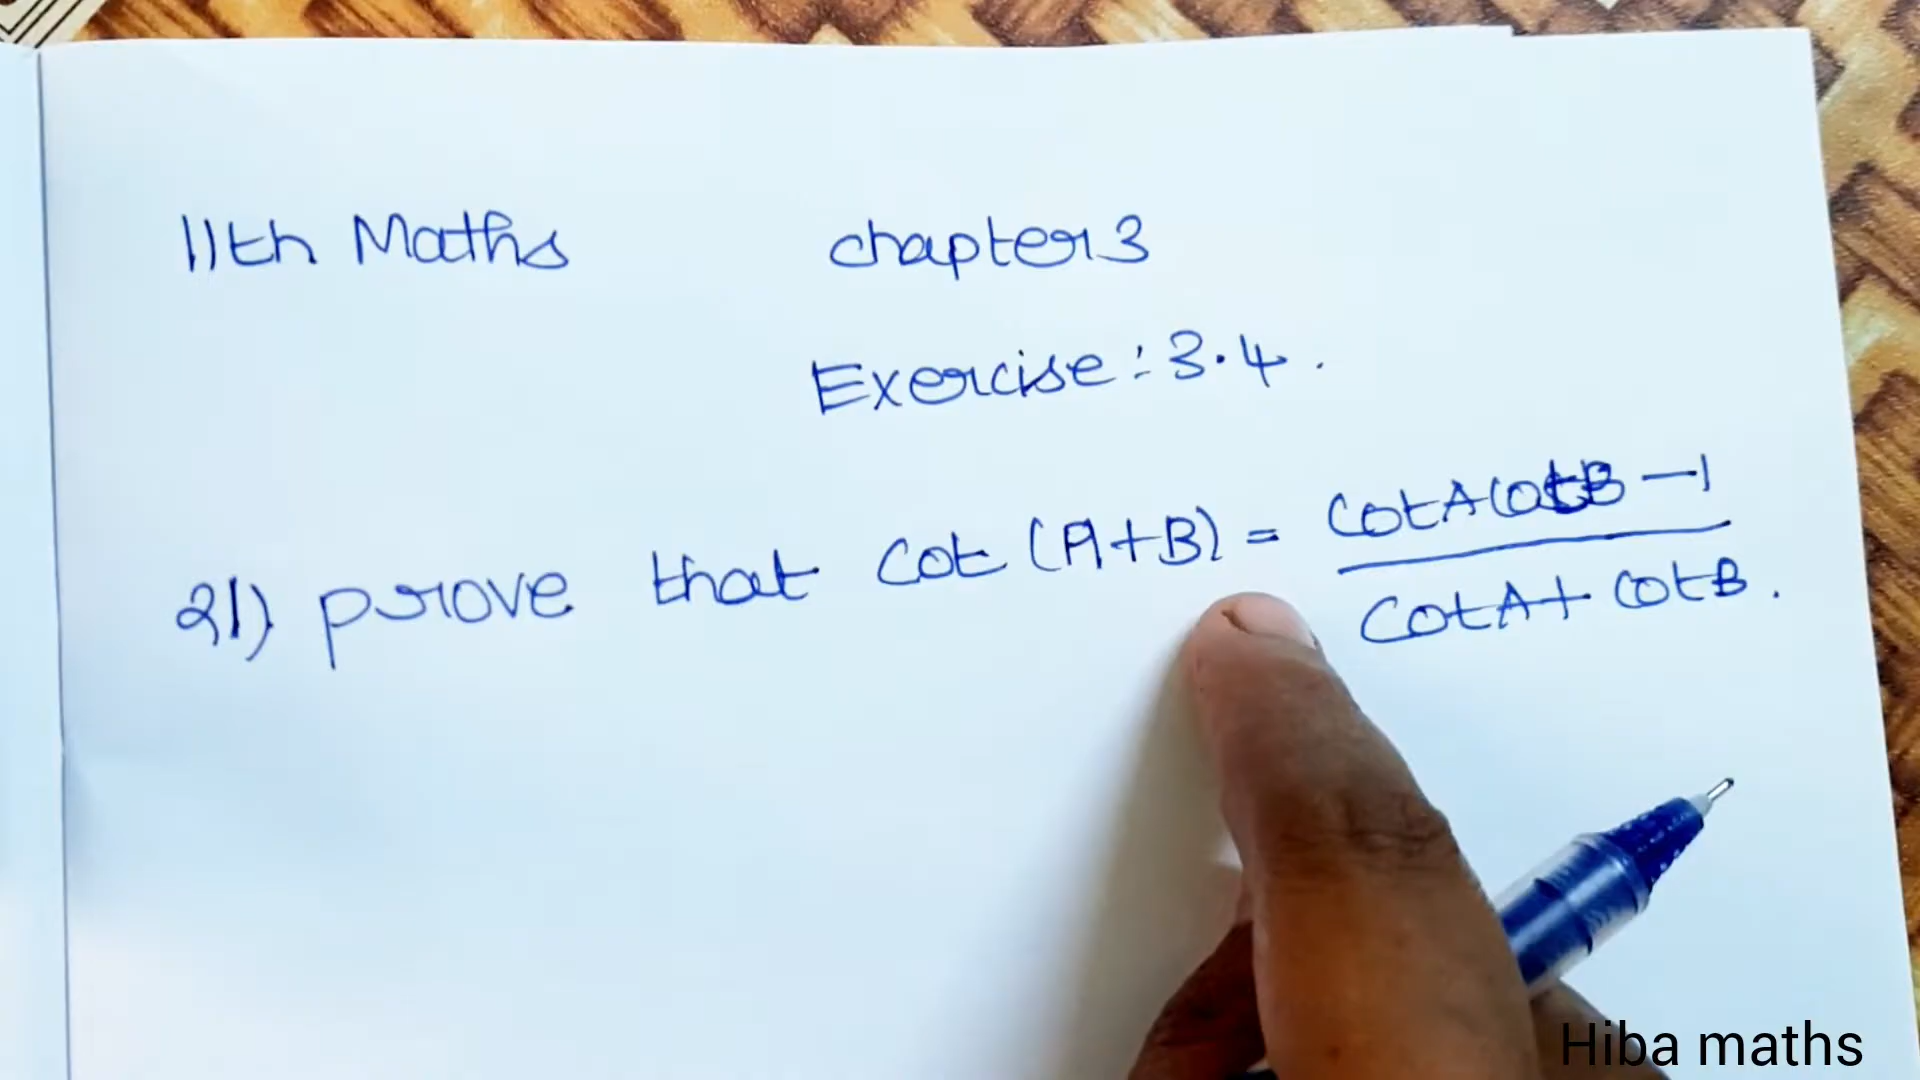 11th Maths chapter 3
Exercise : 3.4 .
21) prove that cot (A+B) = cotA cotB - 1 / cotA + cotB .
Hiba maths